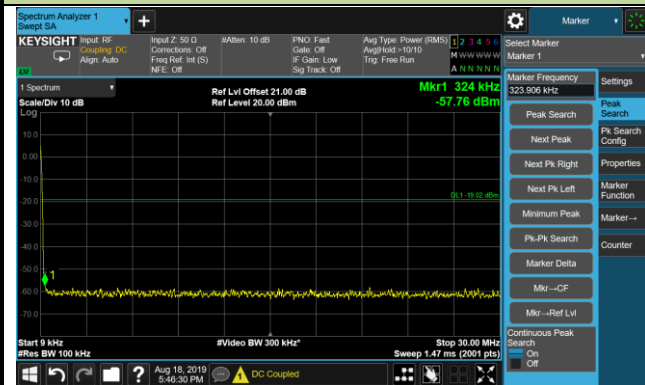 Spectrum Analyzer 1
Swept SA
Marker
KEYSIGHT
Input: RF
Coupling: DC
Align: Auto
Input Z: 50 Ω
Corrections: Off
Freq Ref: Int (S)
NFE: Off
#Atten: 10 dB
PNO: Fast
Gate: Off
IF Gain: Low
Sig Track: Off
Avg Type: Power (RMS)
Avg|Hold:>10/10
Trig: Free Run
1 2 3 4 5 6
M W W W W W
A N N N N N
Select Marker
Marker 1
1 Spectrum
Scale/Div 10 dB
Log
Ref Lvl Offset 21.00 dB
Ref Level 20.00 dBm
Mkr1 324 kHz
-57.76 dBm
10.0
0.00
-10.0
-20.0
-30.0
-40.0
-50.0
-60.0
-70.0
DL1 -19.02 dBm
1
Start 9 kHz
#Res BW 100 kHz
#Video BW 300 kHz*
Stop 30.00 MHz
Sweep 1.47 ms (2001 pts)
Marker Frequency
323.906 kHz
Peak Search
Next Peak
Next Pk Right
Next Pk Left
Minimum Peak
Pk-Pk Search
Marker Delta
Mkr→CF
Mkr→Ref Lvl
Continuous Peak
Search
On
Off
Settings
Peak
Search
Pk Search
Config
Properties
Marker
Function
Marker→
Counter
Aug 18, 2019
5:46:30 PM
DC Coupled